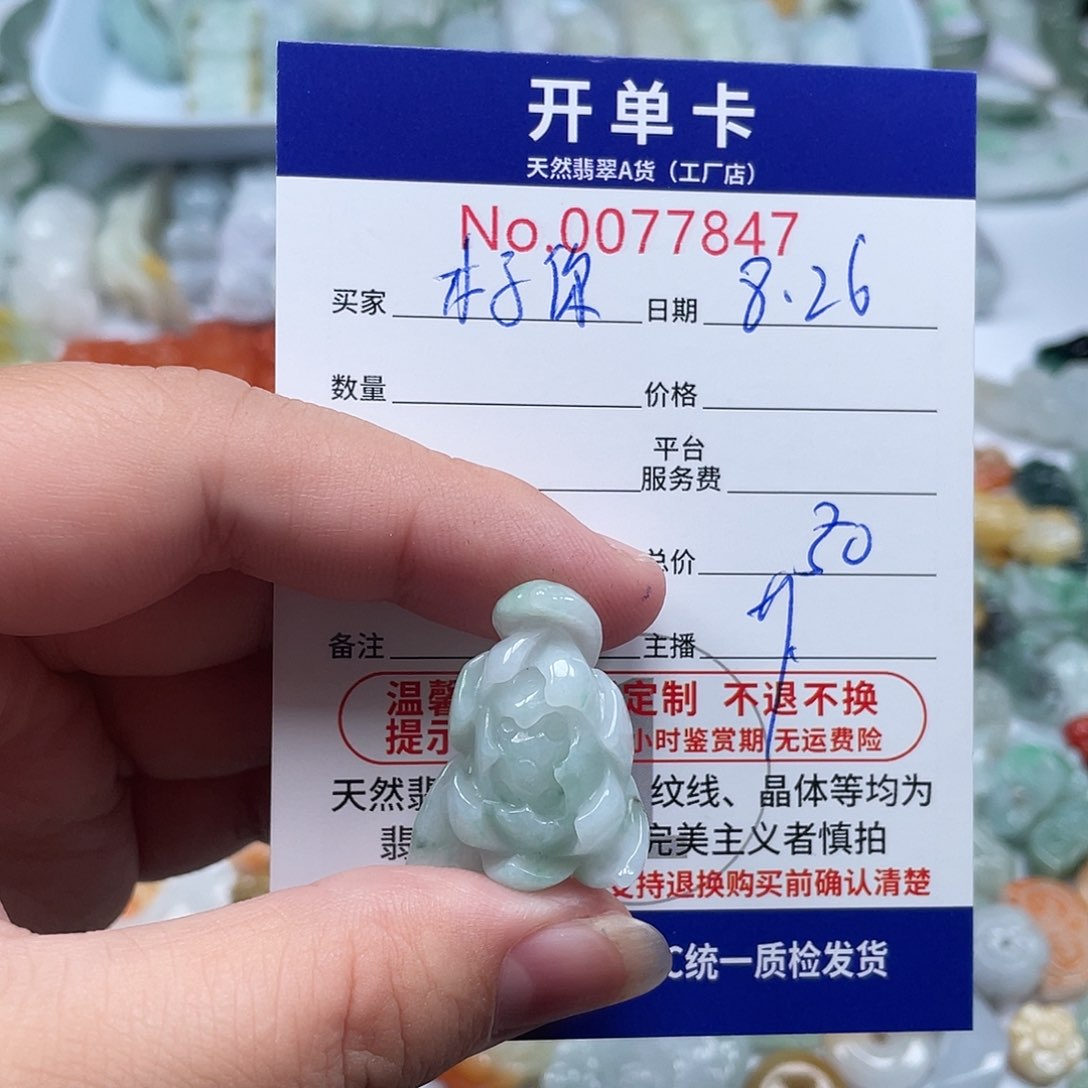 开单卡
天然翡翠A货（工厂店）
No.0077847
买家 木子 日期 8.26
数量 价格
平台
服务费
总价 30
备注 主播
温馨 定制 不退不换
提示 小时鉴赏期 无运费险
天然翡 纹线、晶体等均为
翡 完美主义者慎拍
支持退换购买前确认清楚
C统一质检发货